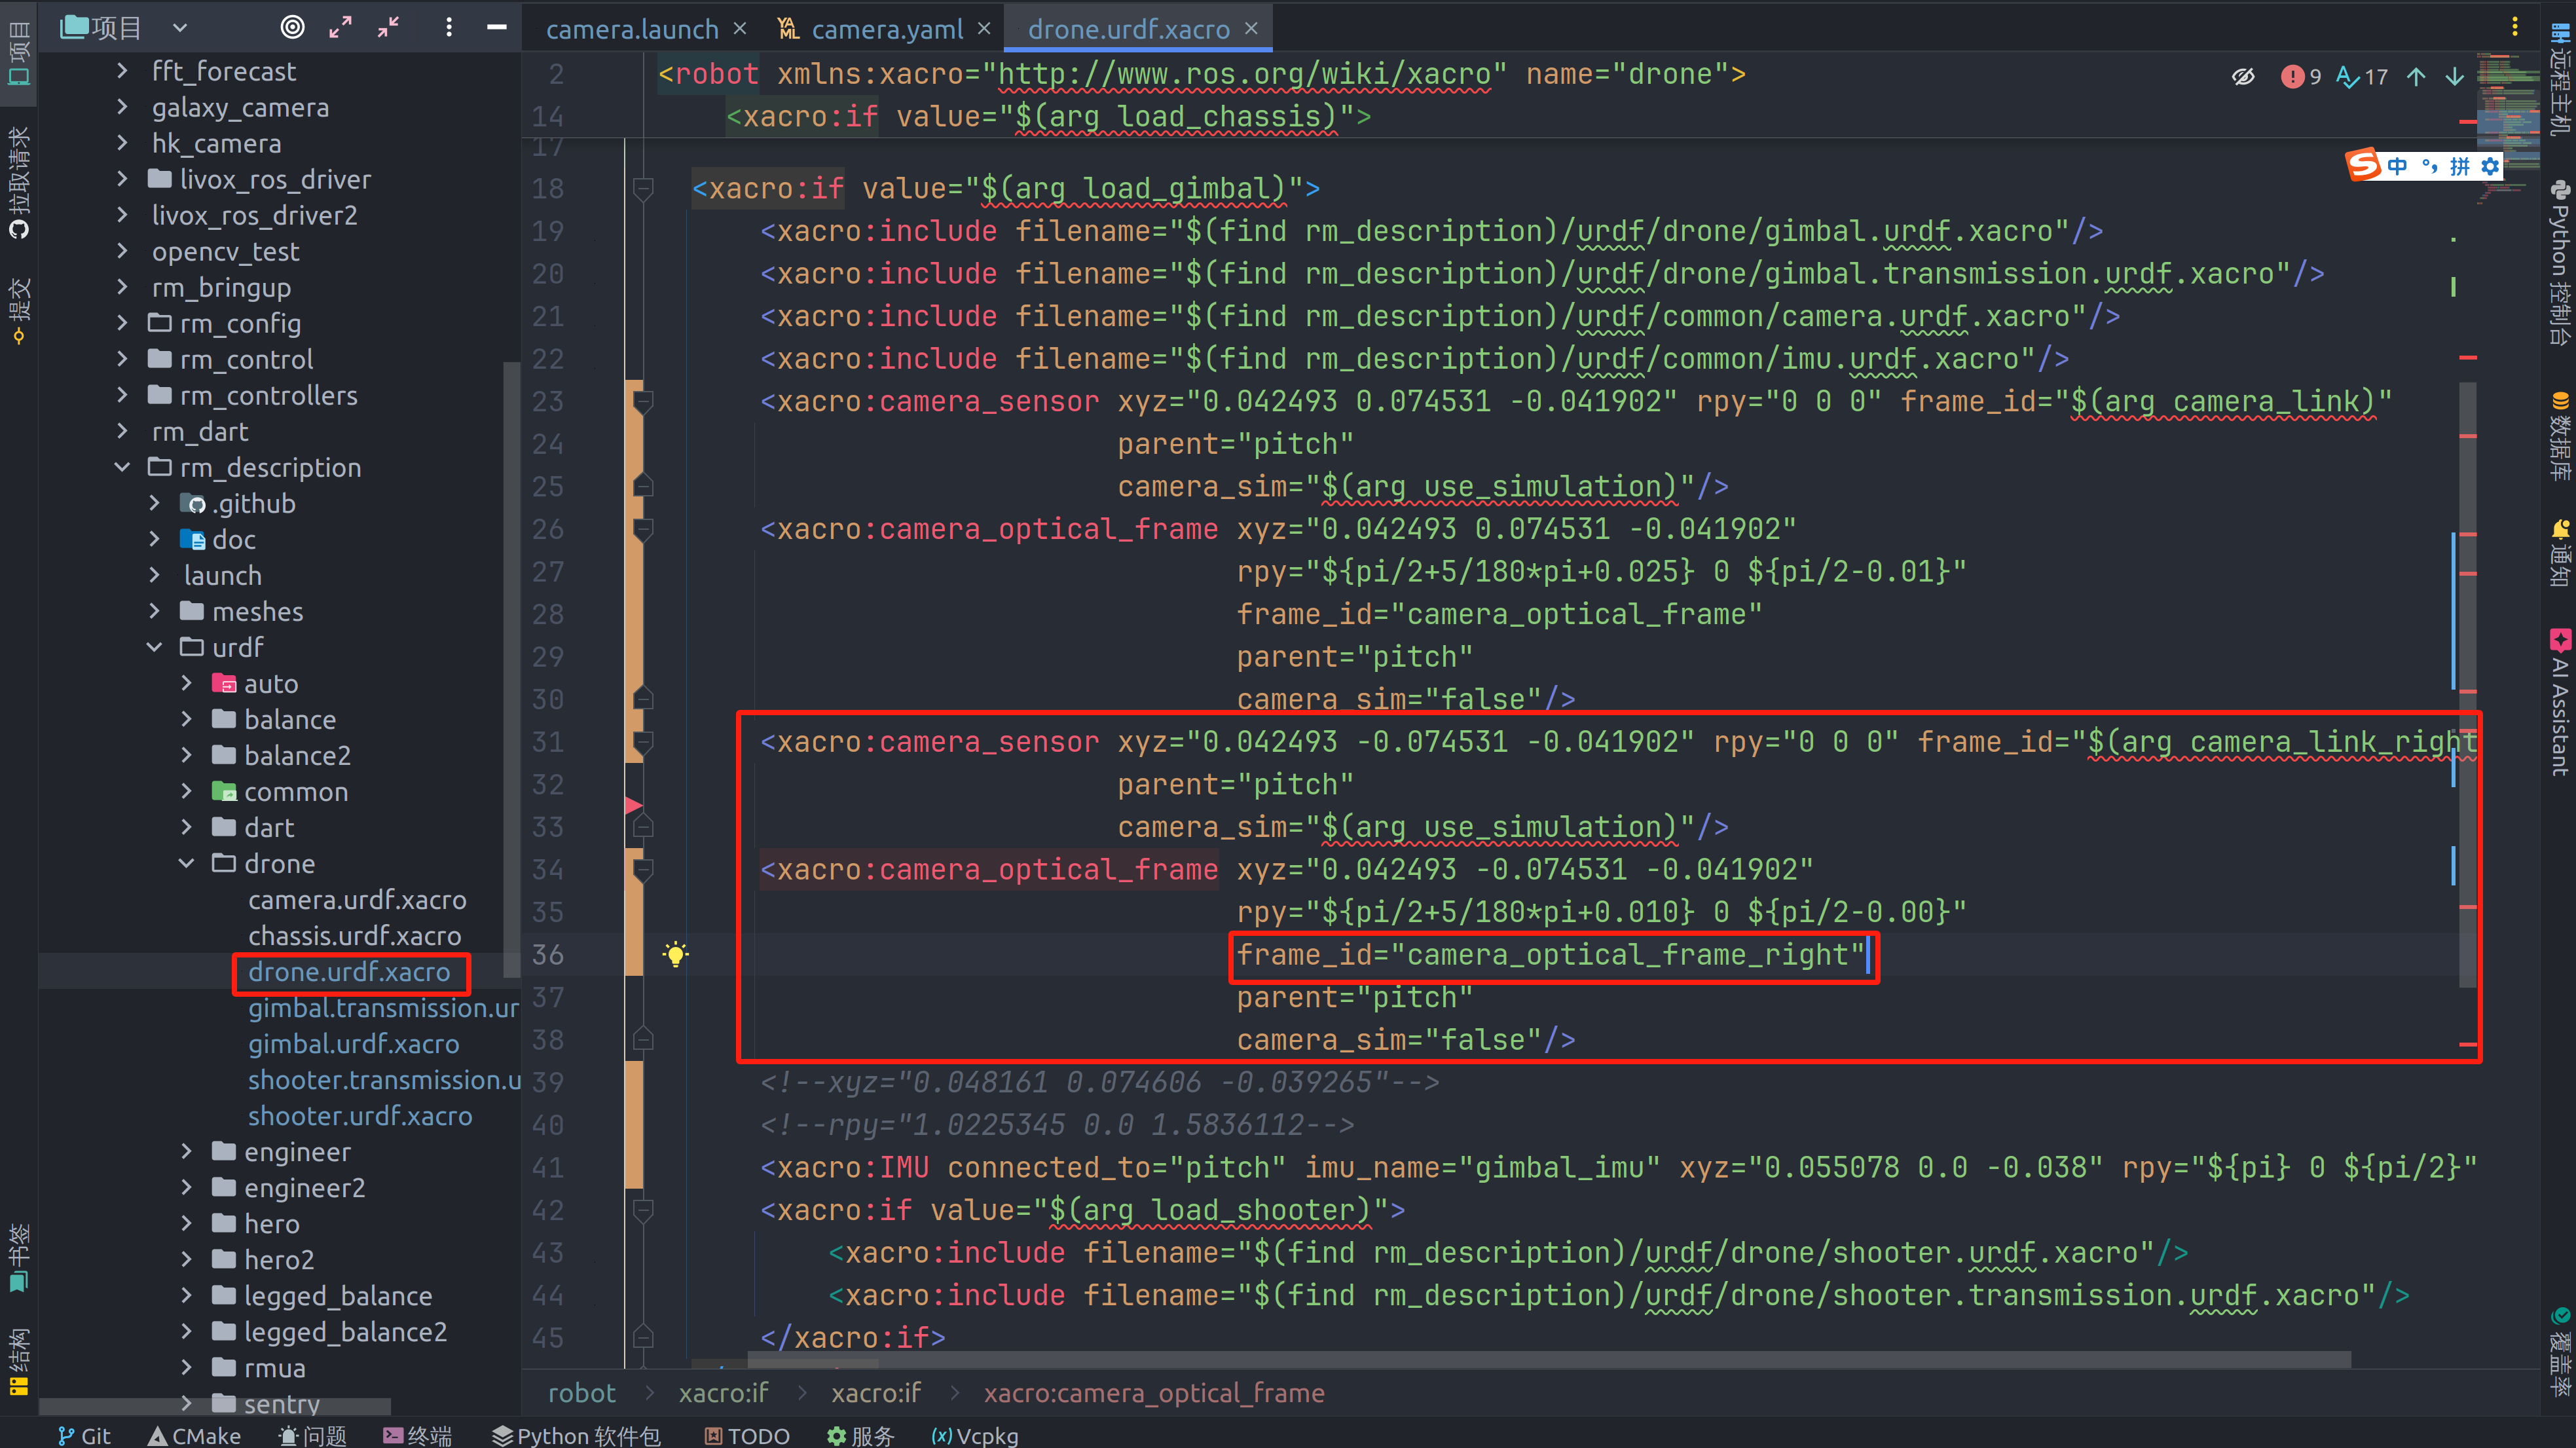 项目
camera.launch
camera.yaml
drone.urdf.xacro
项目
拉取请求
提交
书签
结构
fft_forecast
galaxy_camera
hk_camera
livox_ros_driver
livox_ros_driver2
opencv_test
rm_bringup
rm_config
rm_control
rm_controllers
rm_dart
rm_description
.github
doc
launch
meshes
urdf
auto
balance
balance2
common
dart
drone
camera.urdf.xacro
chassis.urdf.xacro
drone.urdf.xacro
gimbal.transmission.ur
gimbal.urdf.xacro
shooter.transmission.u
shooter.urdf.xacro
engineer
engineer2
hero
hero2
legged_balance
legged_balance2
rmua
sentry
2 <robot xmlns:xacro="http://www.ros.org/wiki/xacro" name="drone">
9 17
14 <xacro:if value="$(arg load_chassis)">
17
中 拼
18 <xacro:if value="$(arg load_gimbal)">
19 <xacro:include filename="$(find rm_description)/urdf/drone/gimbal.urdf.xacro"/>
20 <xacro:include filename="$(find rm_description)/urdf/drone/gimbal.transmission.urdf.xacro"/>
21 <xacro:include filename="$(find rm_description)/urdf/common/camera.urdf.xacro"/>
22 <xacro:include filename="$(find rm_description)/urdf/common/imu.urdf.xacro"/>
23 <xacro:camera_sensor xyz="0.042493 0.074531 -0.041902" rpy="0 0 0" frame_id="$(arg camera_link)"
24 parent="pitch"
25 camera_sim="$(arg use_simulation)"/>
26 <xacro:camera_optical_frame xyz="0.042493 0.074531 -0.041902"
27 rpy="${pi/2+5/180*pi+0.025} 0 ${pi/2-0.01}"
28 frame_id="camera_optical_frame"
29 parent="pitch"
30 camera_sim="false"/>
31 <xacro:camera_sensor xyz="0.042493 -0.074531 -0.041902" rpy="0 0 0" frame_id="$(arg camera_link_right
32 parent="pitch"
33 camera_sim="$(arg use_simulation)"/>
34 <xacro:camera_optical_frame xyz="0.042493 -0.074531 -0.041902"
35 rpy="${pi/2+5/180*pi+0.010} 0 ${pi/2-0.00}"
36 frame_id="camera_optical_frame_right"
37 parent="pitch"
38 camera_sim="false"/>
39 <!--xyz="0.048161 0.074606 -0.039265"-->
40 <!--rpy="1.0225345 0.0 1.5836112-->
41 <xacro:IMU connected_to="pitch" imu_name="gimbal_imu" xyz="0.055078 0.0 -0.038" rpy="${pi} 0 ${pi/2}"
42 <xacro:if value="$(arg load_shooter)">
43 <xacro:include filename="$(find rm_description)/urdf/drone/shooter.urdf.xacro"/>
44 <xacro:include filename="$(find rm_description)/urdf/drone/shooter.transmission.urdf.xacro"/>
45 </xacro:if>
robot > xacro:if > xacro:if > xacro:camera_optical_frame
远程主机
Python 控制台
数据库
通知
AI Assistant
覆盖率
Git CMake 问题 终端 Python 软件包 TODO 服务 Vcpkg